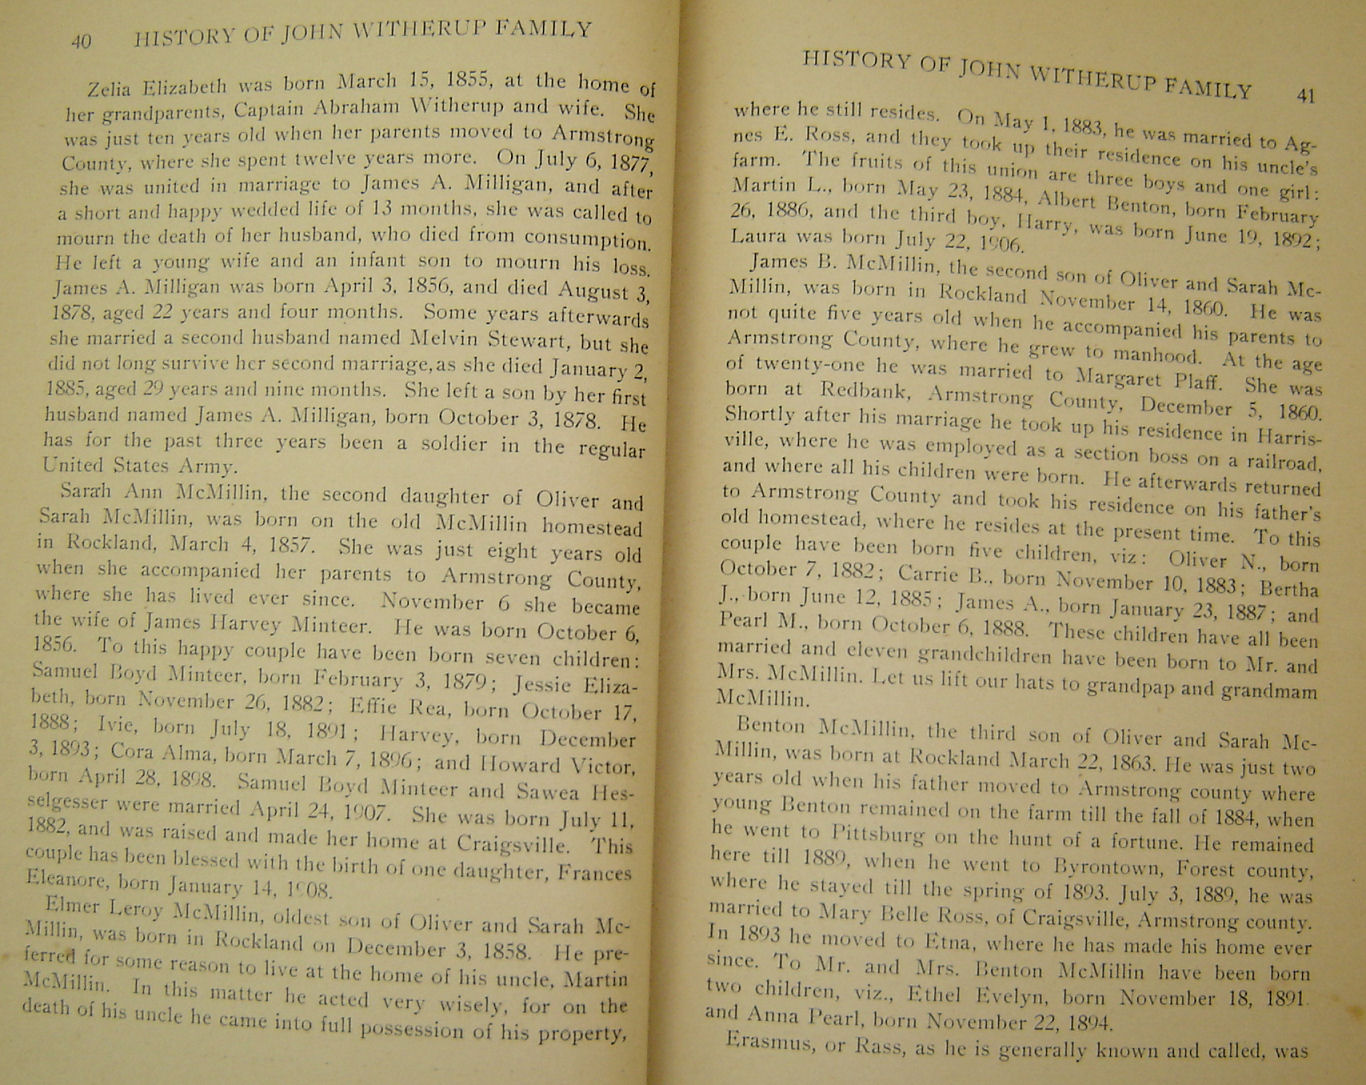 40 HISTORY OF JOHN WITHERUP FAMILY
Zelia Elizabeth was born March 15, 1855, at the home of
her grandparents, Captain Abraham Witherup and wife. She
was just ten years old when her parents moved to Armstrong
County, where she spent twelve years more. On July 6, 1877,
she was united in marriage to James A. Milligan, and after
a short and happy wedded life of 13 months, she was called to
mourn the death of her husband, who died from consumption.
He left a young wife and an infant son to mourn his loss.
James A. Milligan was born April 3, 1856, and died August 3,
1878, aged 22 years and four months. Some years afterwards
she married a second husband named Melvin Stewart, but she
did not long survive her second marriage, as she died January 2,
1885, aged 29 years and nine months. She left a son by her first
husband named James A. Milligan, born October 3, 1878. He
has for the past three years been a soldier in the regular
United States Army.
Sarah Ann McMillin, the second daughter of Oliver and
Sarah McMillin, was born on the old McMillin homestead
in Rockland, March 4, 1857. She was just eight years old
when she accompanied her parents to Armstrong County,
where she has lived ever since. November 6 she became
the wife of James Harvey Minteer. He was born October 6,
1856. To this happy couple have been born seven children:
Samuel Boyd Minteer, born February 3, 1879; Jessie Eliza-
beth, born November 26, 1882; Effie Rea, born October 17,
1888; Ivie, born July 18, 1891; Harvey, born December
3, 1893; Cora Alma, born March 7, 1896; and Howard Victor,
born April 28, 1898. Samuel Boyd Minteer and Sawea Hes-
selgesser were married April 24, 1907. She was born July 11,
1882, and was raised and made her home at Craigsville. This
couple has been blessed with the birth of one daughter, Frances
Eleanore, born January 14, 1908.
Elmer Leroy McMillin, oldest son of Oliver and Sarah Mc-
Millin, was born in Rockland on December 3, 1858. He pre-
ferred for some reason to live at the home of his uncle, Martin
McMillin. In this matter he acted very wisely, for on the
death of his uncle he came into full possession of his property,
HISTORY OF JOHN WITHERUP FAMILY 41
where he still resides. On May 1, 1883, he was married to Ag-
nes E. Ross, and they took up their residence on his uncle's
farm. The fruits of this union are three boys and one girl:
Martin L., born May 23, 1884, Albert Benton, born February
26, 1886, and the third boy, Harry, was born June 19, 1892;
Laura was born July 22, 1906.
James B. McMillin, the second son of Oliver and Sarah Mc-
Millin, was born in Rockland November 14, 1860. He was
not quite five years old when he accompanied his parents to
Armstrong County, where he grew to manhood. At the age
of twenty-one he was married to Margaret Plaff. She was
born at Redbank, Armstrong County, December 5, 1860.
Shortly after his marriage he took up his residence in Harris-
ville, where he was employed as a section boss on a railroad,
and where all his children were born. He afterwards returned
to Armstrong County and took his residence on his father's
old homestead, where he resides at the present time. To this
couple have been born five children, viz: Oliver N., born
October 7, 1882; Carrie B., born November 10, 1883; Bertha
J., born June 12, 1885; James A., born January 23, 1887; and
Pearl M., born October 6, 1888. These children have all been
married and eleven grandchildren have been born to Mr. and
Mrs. McMillin. Let us lift our hats to grandpap and grandmam
McMillin.
Benton McMillin, the third son of Oliver and Sarah Mc-
Millin, was born at Rockland March 22, 1863. He was just two
years old when his father moved to Armstrong county where
young Benton remained on the farm till the fall of 1884, when
he went to Pittsburg on the hunt of a fortune. He remained
here till 1889, when he went to Byrontown, Forest county,
where he stayed till the spring of 1893. July 3, 1889, he was
married to Mary Belle Ross, of Craigsville, Armstrong county.
In 1893 he moved to Etna, where he has made his home ever
since. To Mr. and Mrs. Benton McMillin have been born
two children, viz., Ethel Evelyn, born November 18, 1891
and Anna Pearl, born November 22, 1894.
Erasmus, or Rass, as he is generally known and called, was